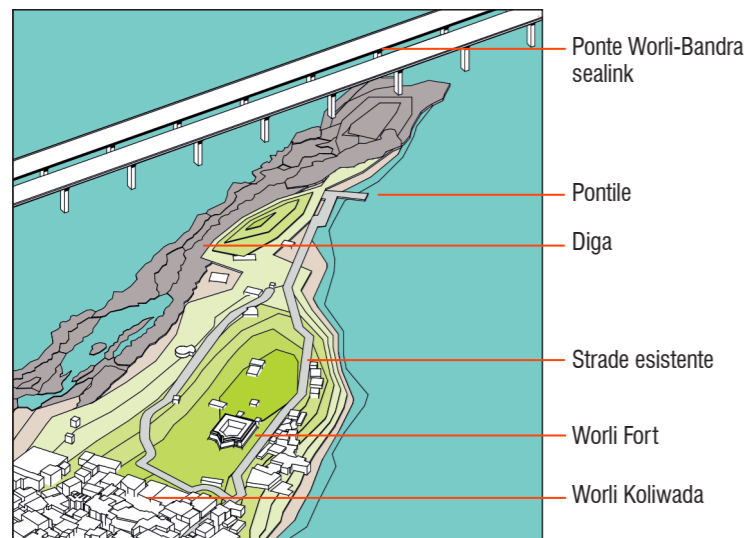 Ponte Worli-Bandra
sealink
Pontile
Diga
Strade esistente
Worli Fort
Worli Koliwada